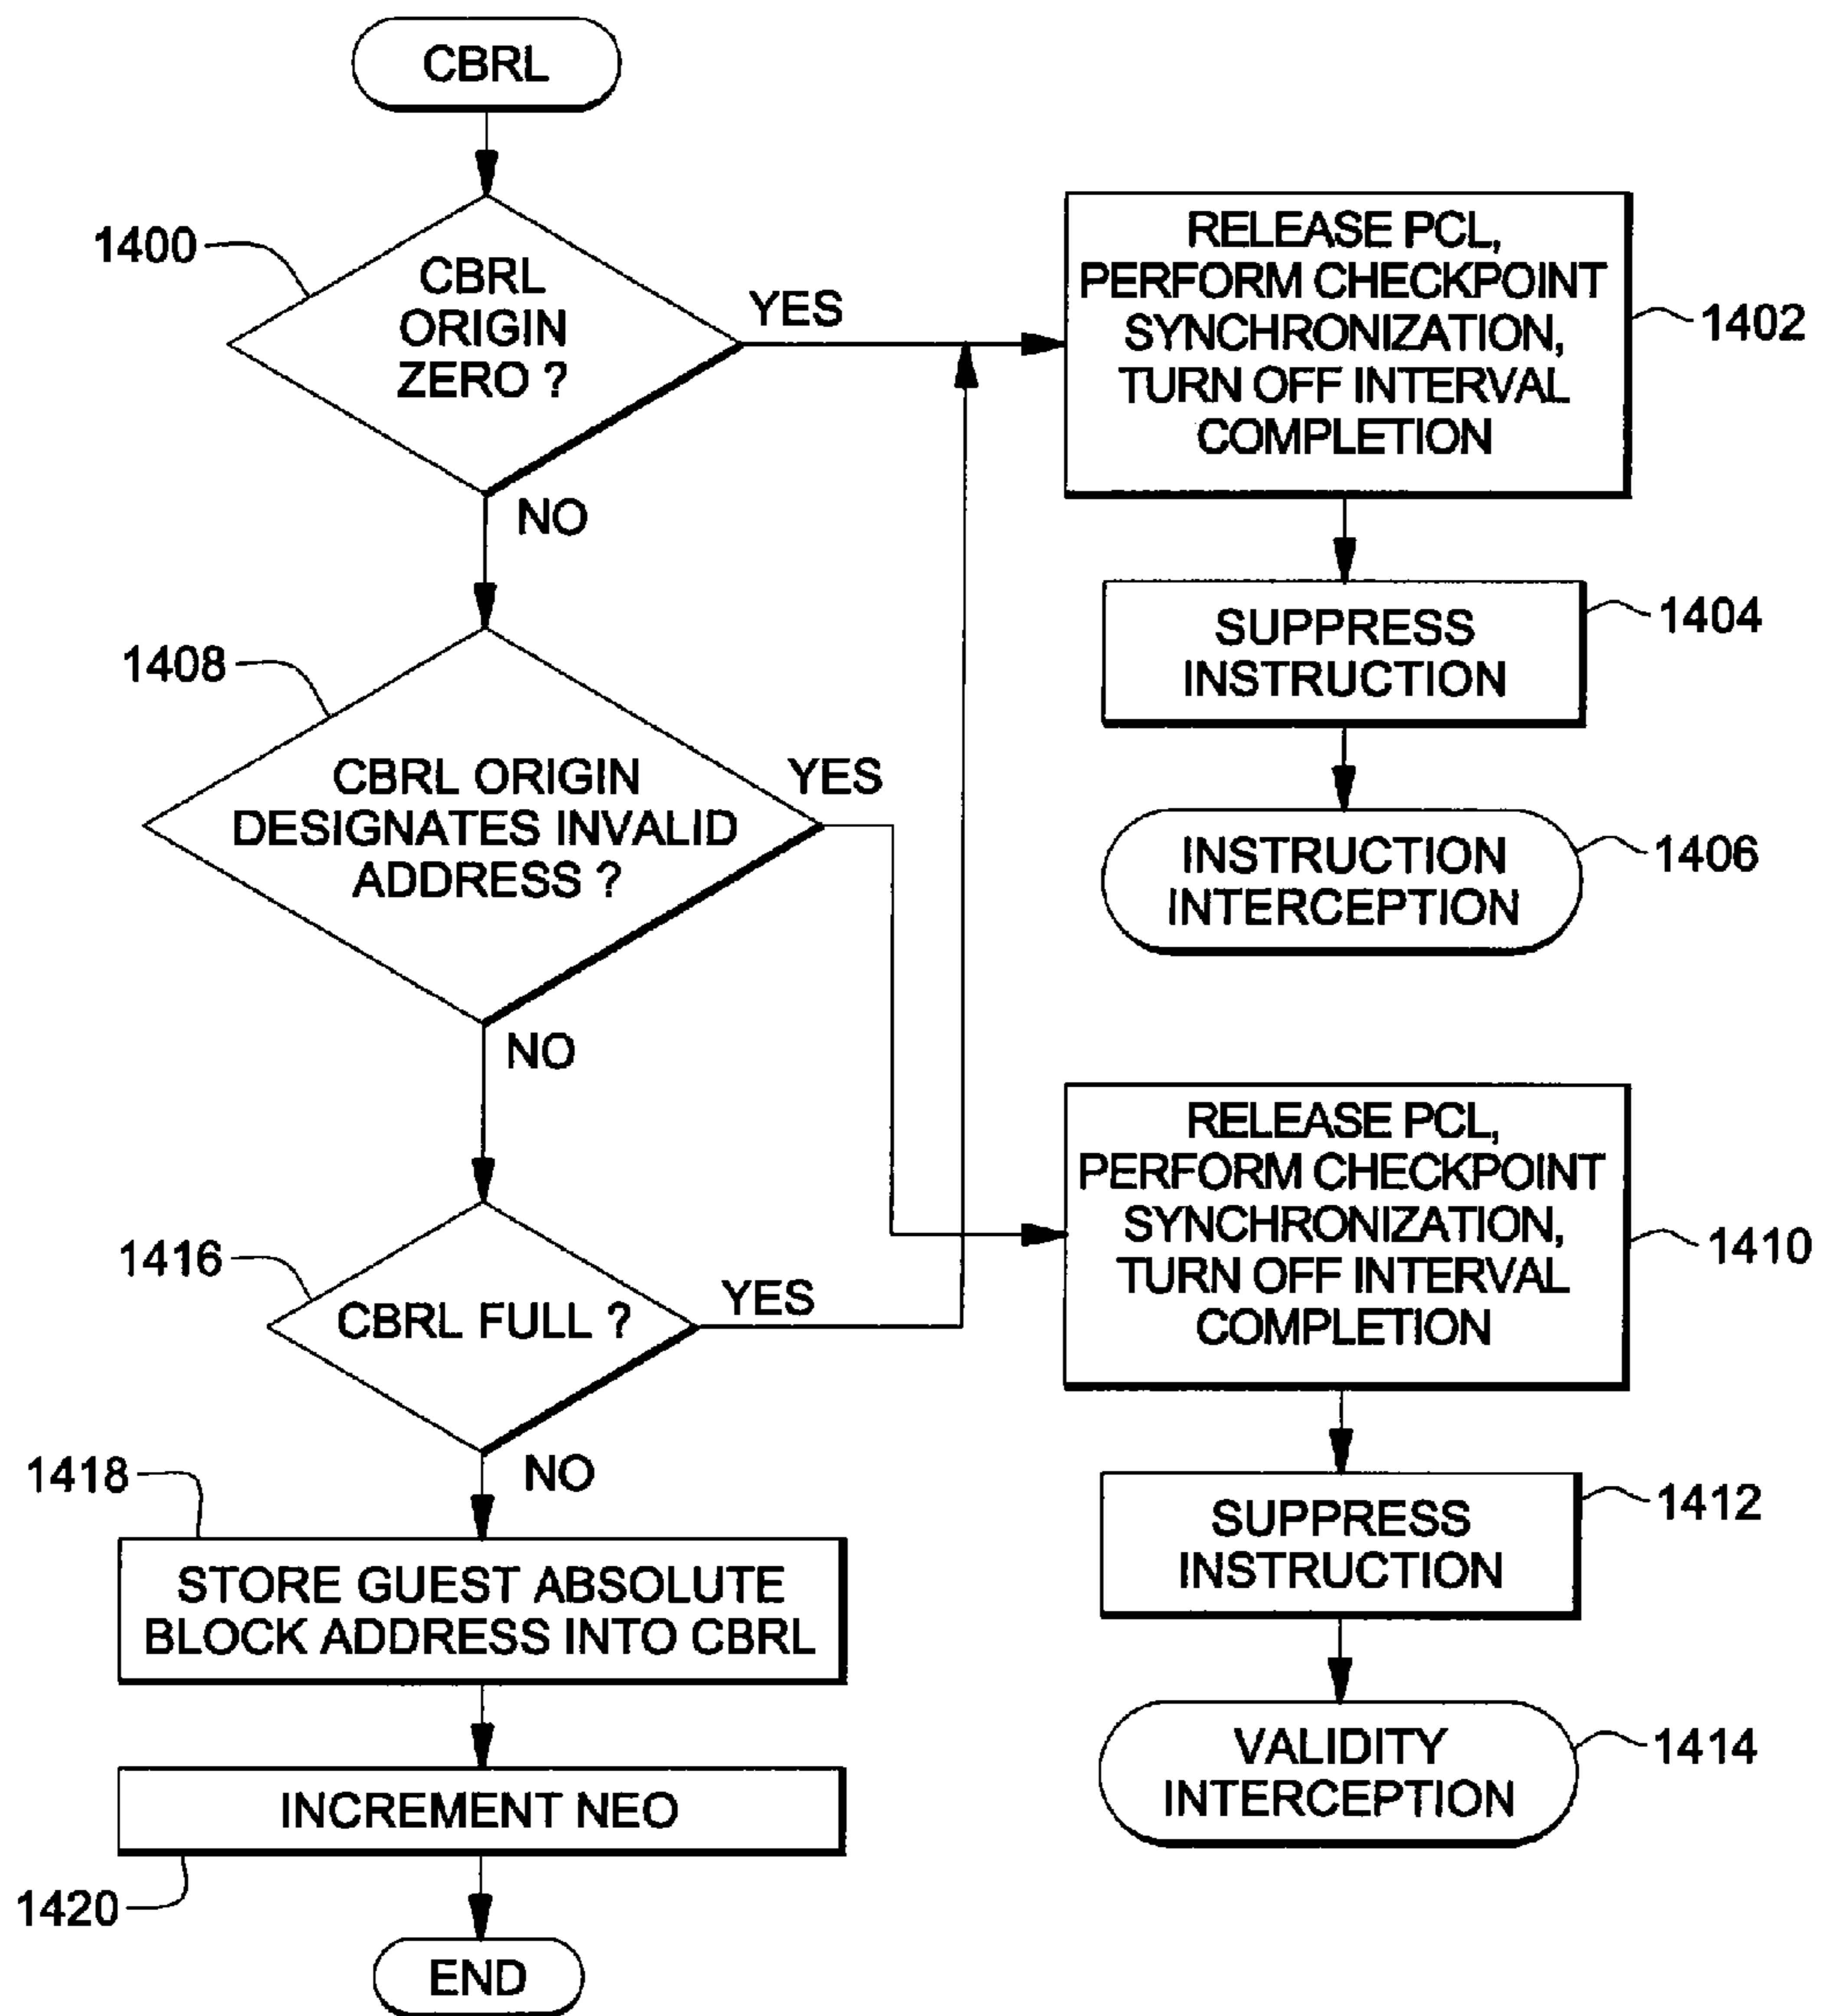 CBRL
1400
CBRL
ORIGIN
ZERO ?
YES
NO
RELEASE PCL,
PERFORM CHECKPOINT
SYNCHRONIZATION,
TURN OFF INTERVAL
COMPLETION
1402
SUPPRESS
INSTRUCTION
1404
INSTRUCTION
INTERCEPTION
1406
1408
CBRL ORIGIN
DESIGNATES INVALID
ADDRESS ?
YES
NO
RELEASE PCL,
PERFORM CHECKPOINT
SYNCHRONIZATION,
TURN OFF INTERVAL
COMPLETION
1410
SUPPRESS
INSTRUCTION
1412
VALIDITY
INTERCEPTION
1414
1416
CBRL FULL ?
YES
NO
1418
STORE GUEST ABSOLUTE
BLOCK ADDRESS INTO CBRL
INCREMENT NEO
1420
END